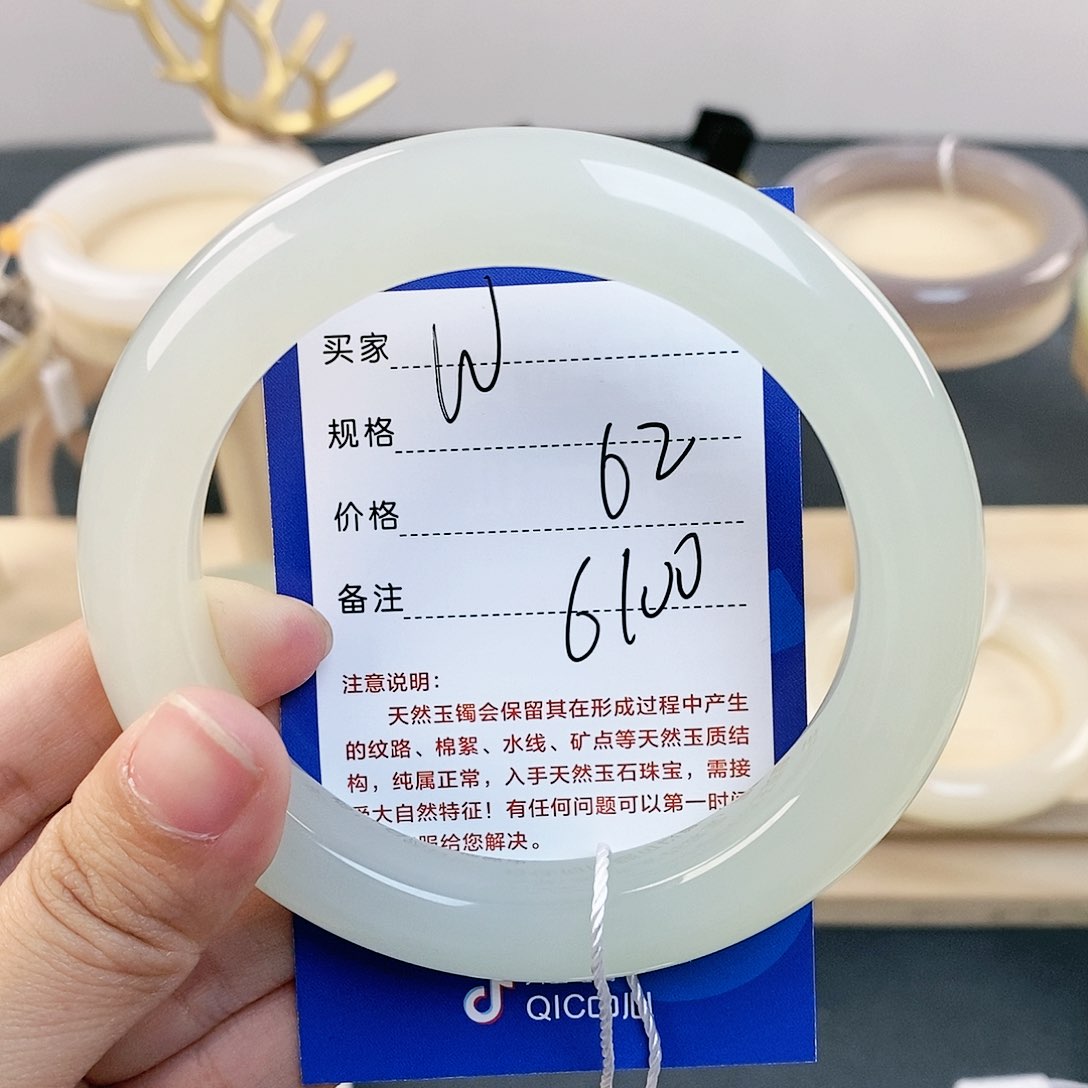 买家 W
规格 62
价格
备注 6100
注意说明：
天然玉镯会保留其在形成过程中产生
的纹路、棉絮、水线、矿点等天然玉质结
构，纯属正常，入手天然玉石珠宝，需接
受大自然特征！有任何问题可以第一时间
服给您解决。
QIC